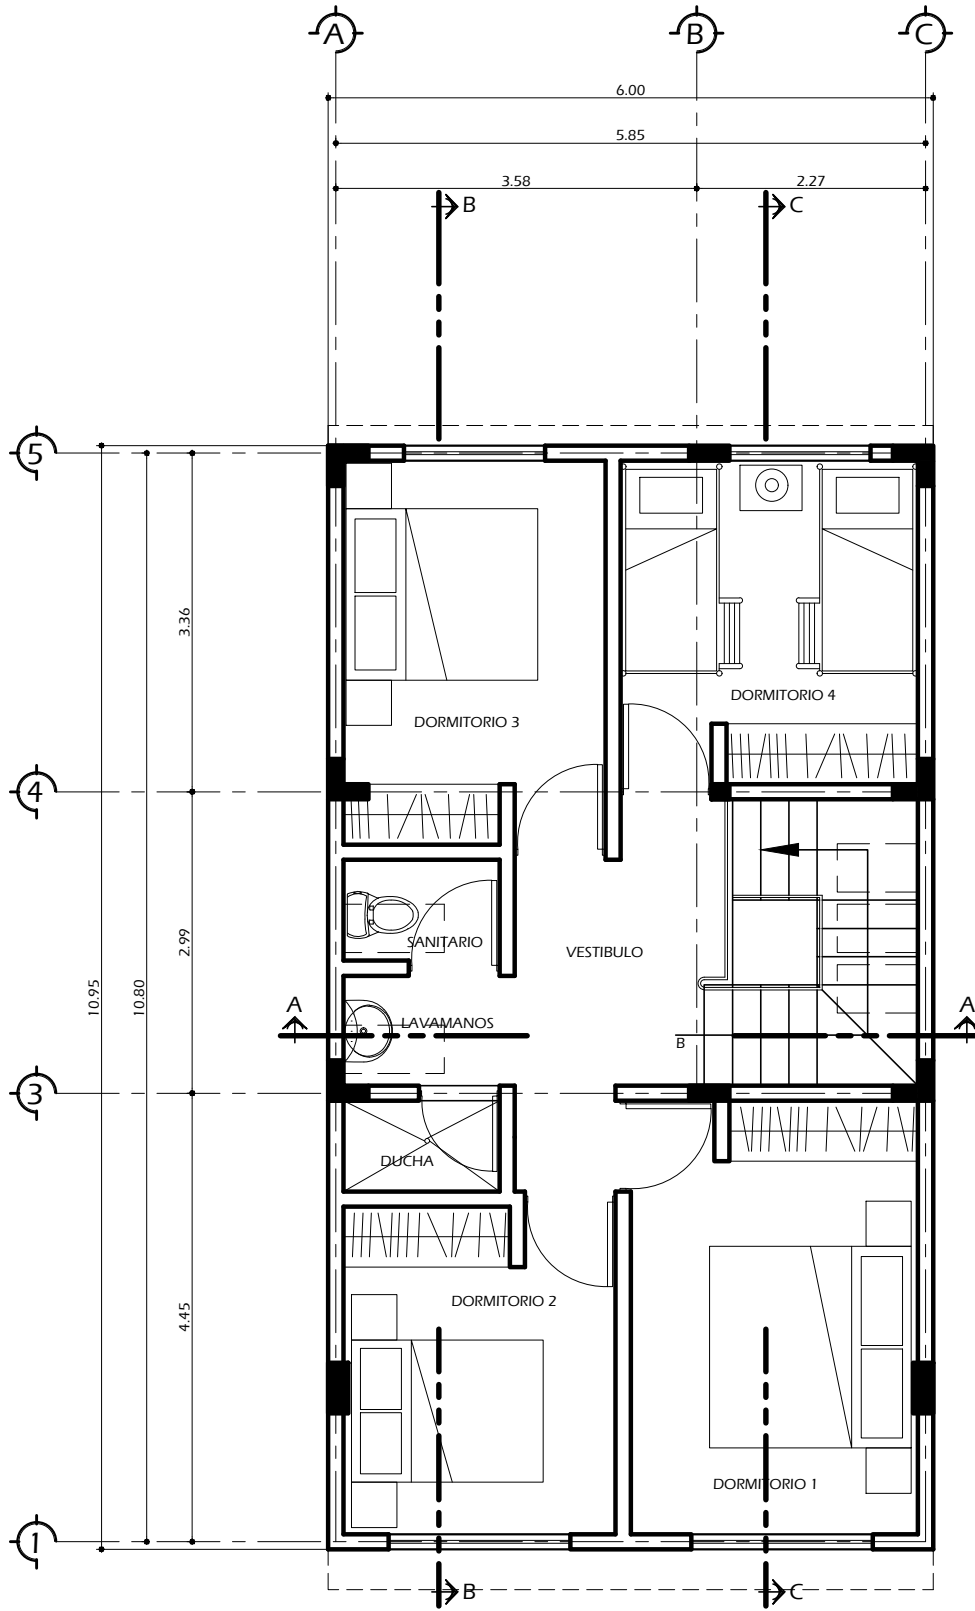 A B C
6.00
5.85
3.58 2.27
B C
5
3.36
DORMITORIO 4
DORMITORIO 3
4
2.99
SANITARIO
VESTIBULO
10.95
10.80
A A
LAVAMANOS
B
3
DUCHA
4.45
DORMITORIO 2
DORMITORIO 1
1
B C